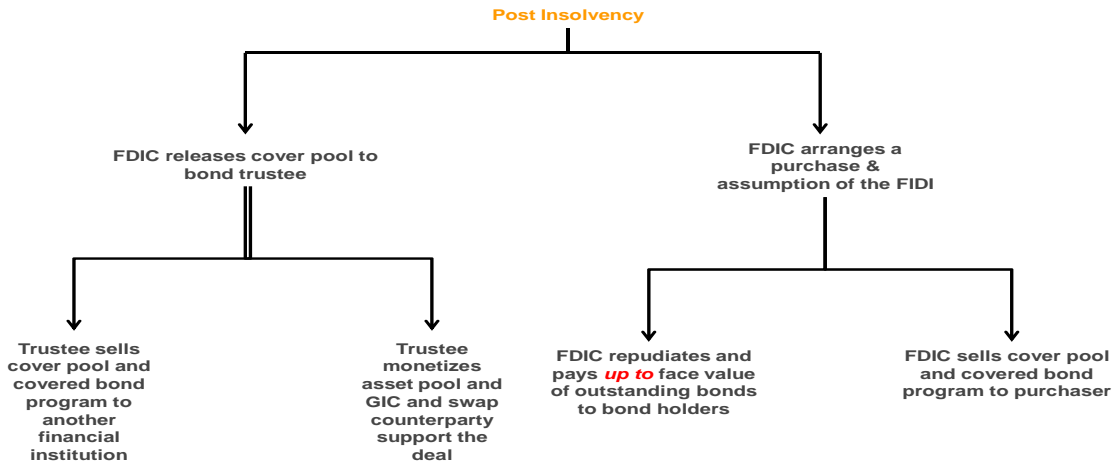 Post Insolvency
FDIC releases cover pool to
bond trustee
FDIC arranges a
purchase &
assumption of the FIDI
Trustee sells
cover pool and
covered bond
program to
another
financial
institution
Trustee
monetizes
asset pool and
GIC and swap
counterparty
support the
deal
FDIC repudiates and
pays up to face value
of outstanding bonds
to bond holders
FDIC sells cover pool
and covered bond
program to purchaser